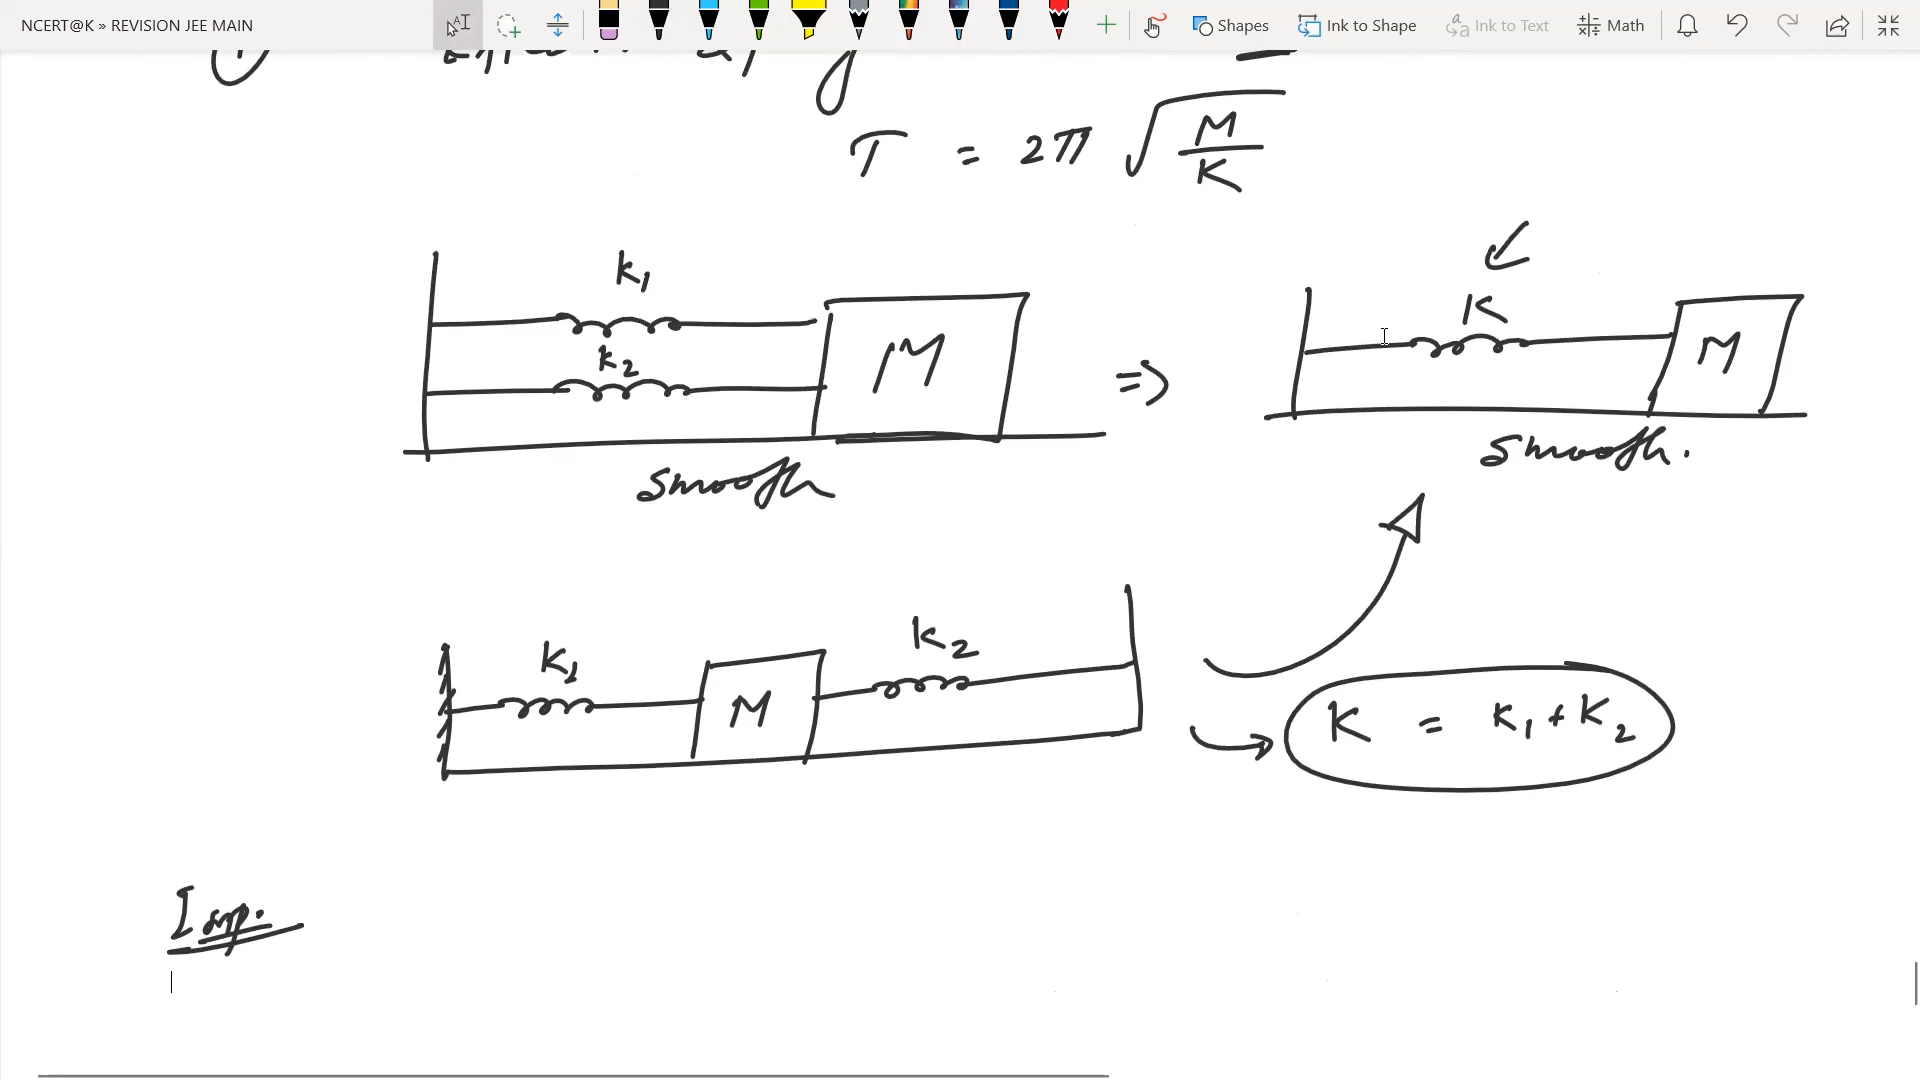 NCERT@K » REVISION JEE MAIN
Shapes
Ink to Shape
Ink to Text
Math
T = 2π √(M/K)
K1
K2
M
=>
K
M
Smooth
Smooth.
K1
M
K2
K = K1 + K2
Imp.